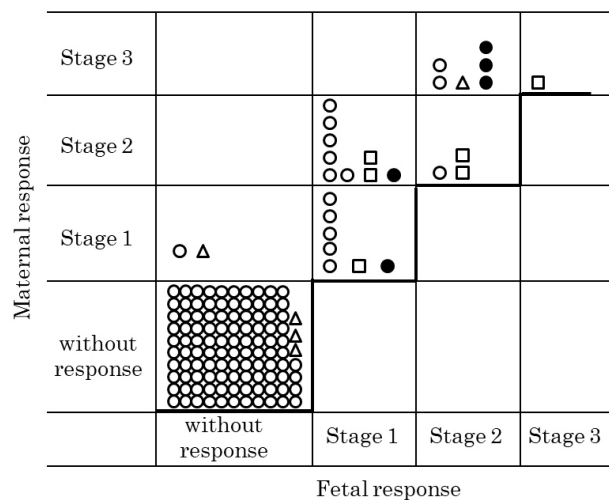 Maternal response
Stage 3
Stage 2
Stage 1
without
response
without
response
Stage 1
Stage 2
Stage 3
Fetal response